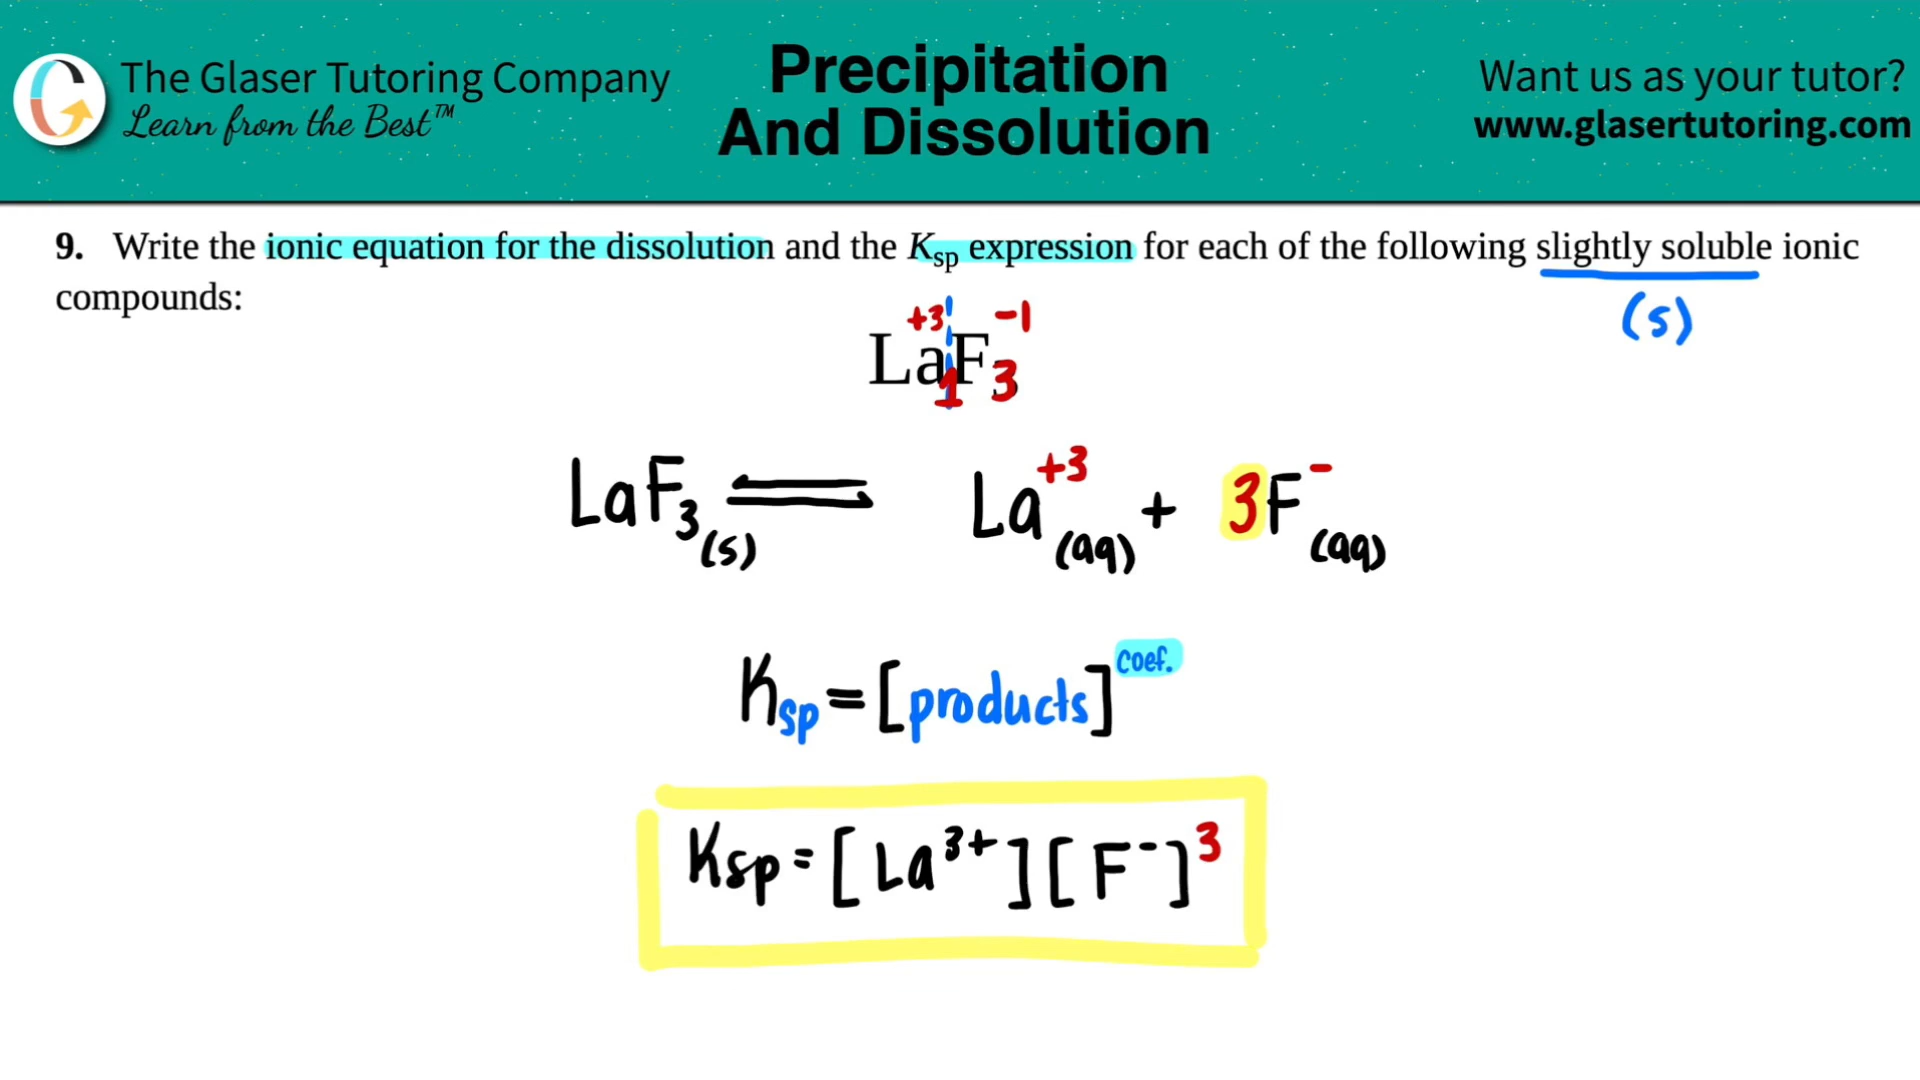 The Glaser Tutoring Company
Learn from the Best™
Precipitation
And Dissolution
Want us as your tutor?
www.glasertutoring.com
9. Write the ionic equation for the dissolution and the Ksp expression for each of the following slightly soluble ionic
compounds:
(s)
+3 -1
LaF3
1 3
LaF3(s) ⇌ La+3(aq) + 3F-(aq)
Ksp = [products]coef.
Ksp = [La3+][F-]3